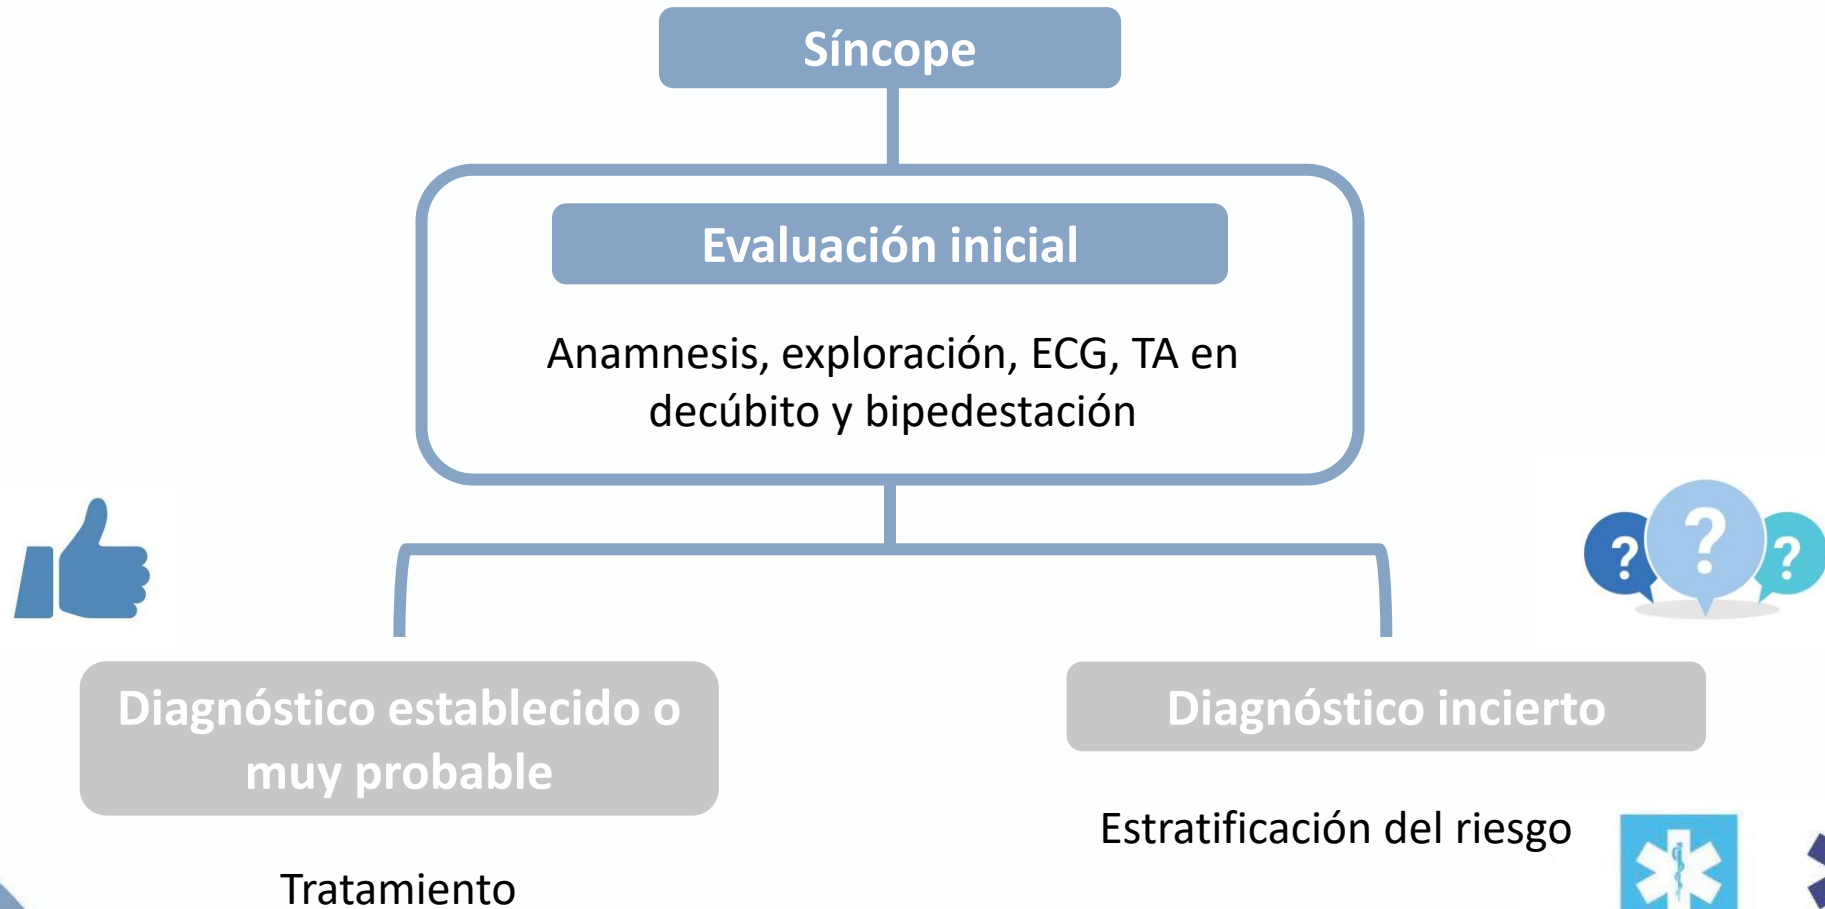 Síncope
Evaluación inicial
Anamnesis, exploración, ECG, TA en
decúbito y bipedestación
? ? ?
Diagnóstico establecido o
muy probable
Diagnóstico incierto
Estratificación del riesgo
Tratamiento